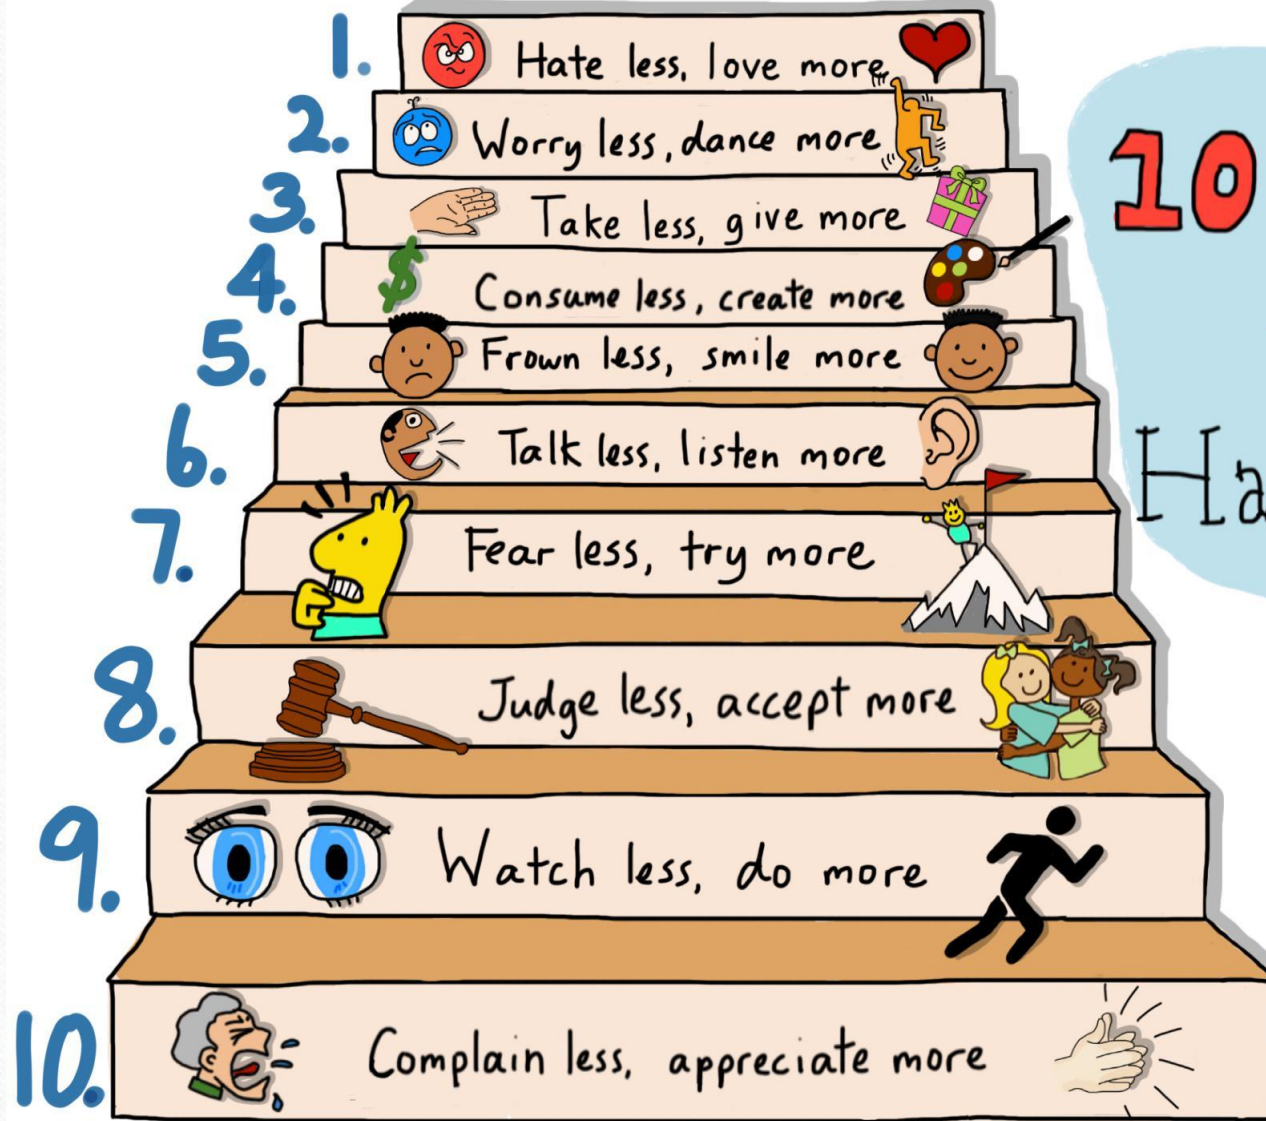 1. Hate less, love more
2. Worry less, dance more
3. Take less, give more
4. $ Consume less, create more
5. Frown less, smile more
6. Talk less, listen more
7. Fear less, try more
8. Judge less, accept more
9. Watch less, do more
10. Complain less, appreciate more
10
Ha